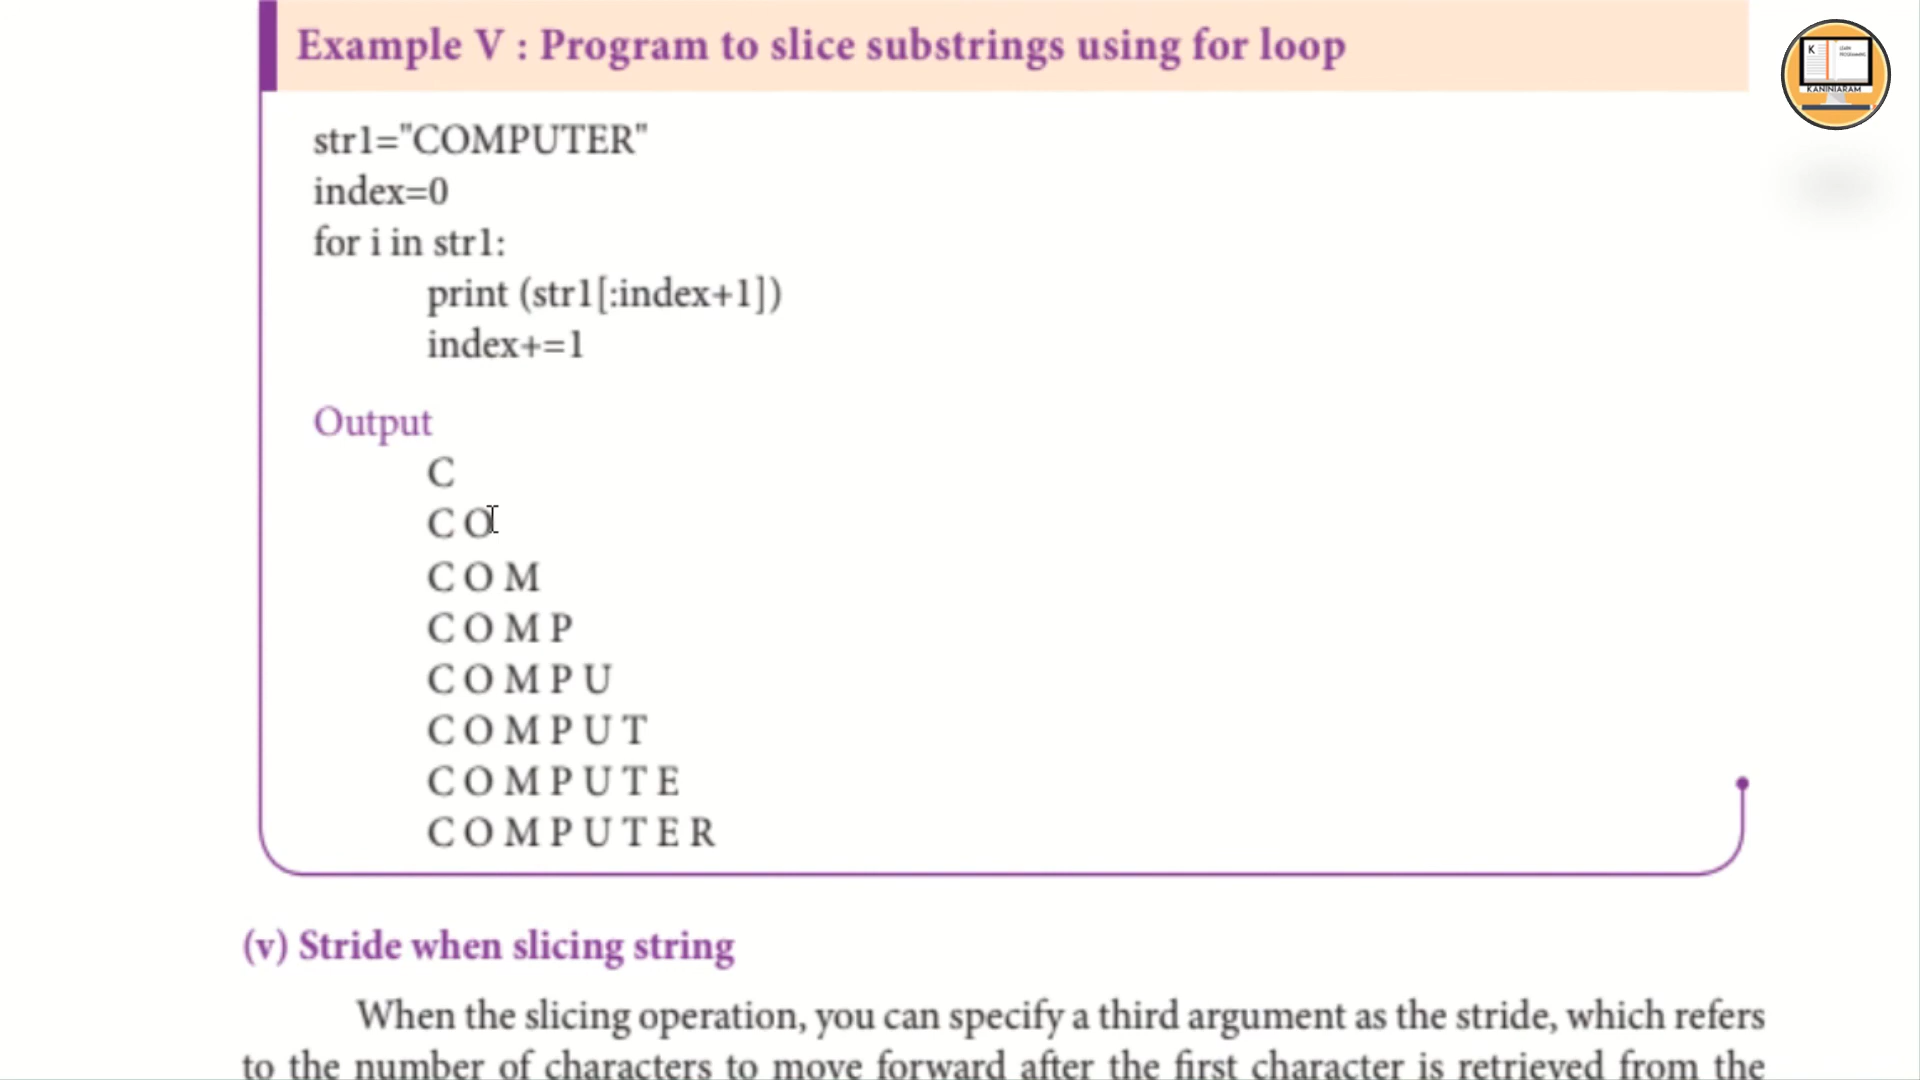 Example V : Program to slice substrings using for loop
K
KANINIARAM
str1="COMPUTER"
index=0
for i in str1:
print (str1[:index+1])
index+=1
Output
C
C O
C O M
C O M P
C O M P U
C O M P U T
C O M P U T E
C O M P U T E R
(v) Stride when slicing string
When the slicing operation, you can specify a third argument as the stride, which refers
to the number of characters to move forward after the first character is retrieved from the